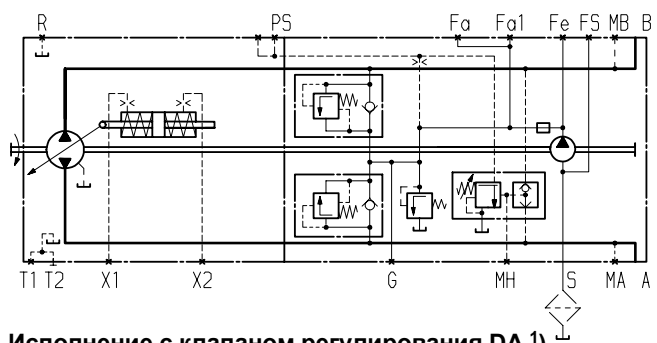 R PS Fa Fa1 Fe FS MB B
T1 T2 X1 X2 G MH S MA A
Исполнение с клапаном регулирования DA 1)